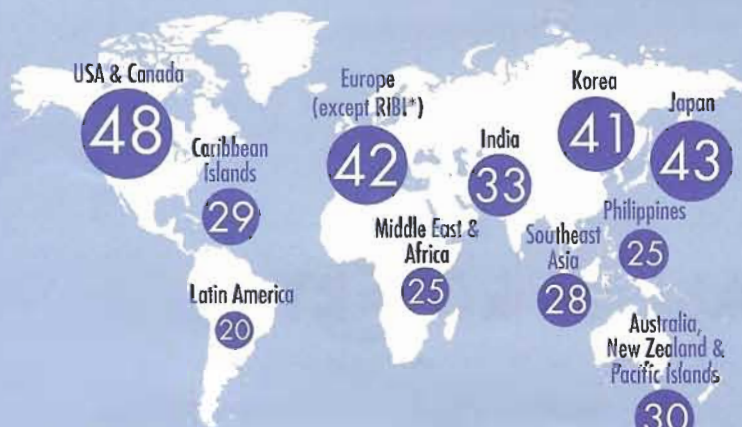 USA & Canada
48
Caribbean
Islands
29
Latin America
20
Europe
(except RIBI*)
42
Middle East &
Africa
25
India
33
Korea
41
Japan
43
Southeast
Asia
28
Philippines
25
Australia,
New Zealand &
Pacific Islands
30